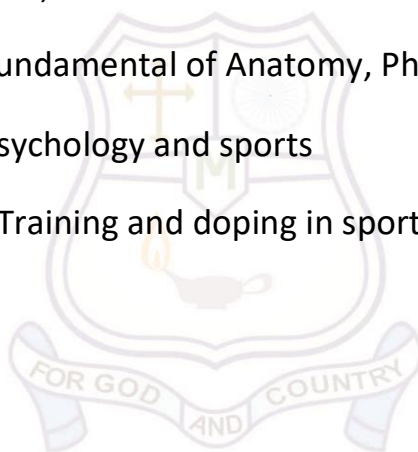 undamental of Anatomy, Ph
sychology and sports
Training and doping in sport
M
FOR GOD AND COUNTRY